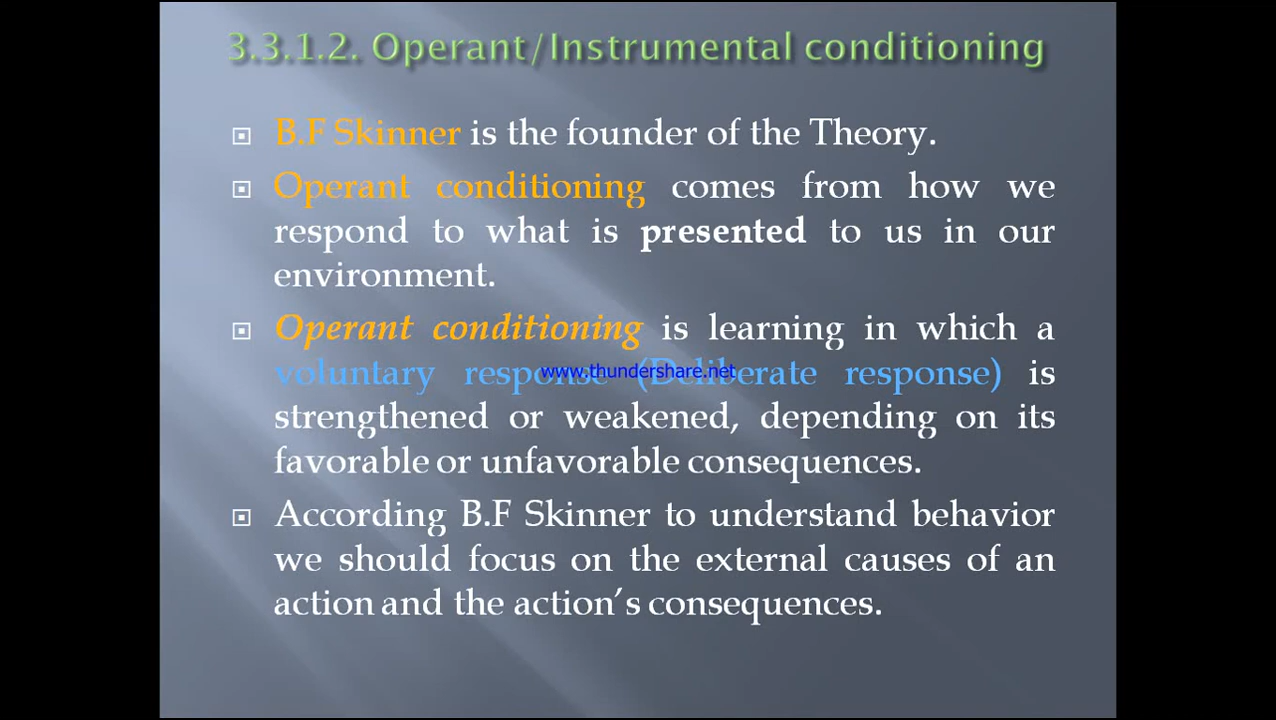 3.3.1.2. Operant/Instrumental conditioning
B.F Skinner is the founder of the Theory.
Operant conditioning comes from how we
respond to what is presented to us in our
environment.
Operant conditioning is learning in which a
voluntary response (Deliberate response) is
www.thundershare.net
strengthened or weakened, depending on its
favorable or unfavorable consequences.
According B.F Skinner to understand behavior
we should focus on the external causes of an
action and the action's consequences.